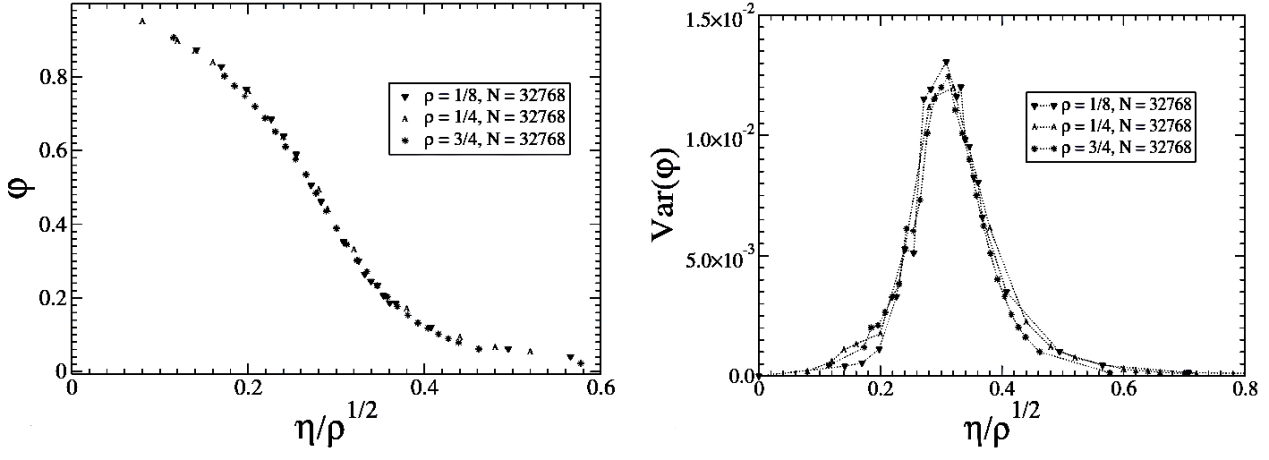 φ
0.8
0.6
0.4
0.2
0
0
0.2
0.4
0.6
η/ρ^1/2
ρ = 1/8, N = 32768
ρ = 1/4, N = 32768
ρ = 3/4, N = 32768
Var(φ)
1.5×10^-2
1.0×10^-2
5.0×10^-3
0.0
0
0.2
0.4
0.6
0.8
η/ρ^1/2
ρ = 1/8, N = 32768
ρ = 1/4, N = 32768
ρ = 3/4, N = 32768